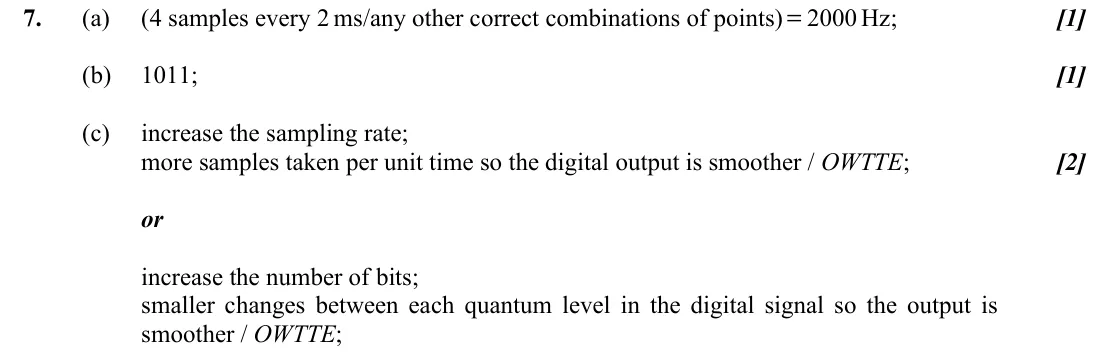 7. (a) (4 samples every 2 ms/any other correct combinations of points) = 2000 Hz; [1]
(b) 1011; [1]
(c) increase the sampling rate;
more samples taken per unit time so the digital output is smoother / OWTTE; [2]
or
increase the number of bits;
smaller changes between each quantum level in the digital signal so the output is
smoother / OWTTE;